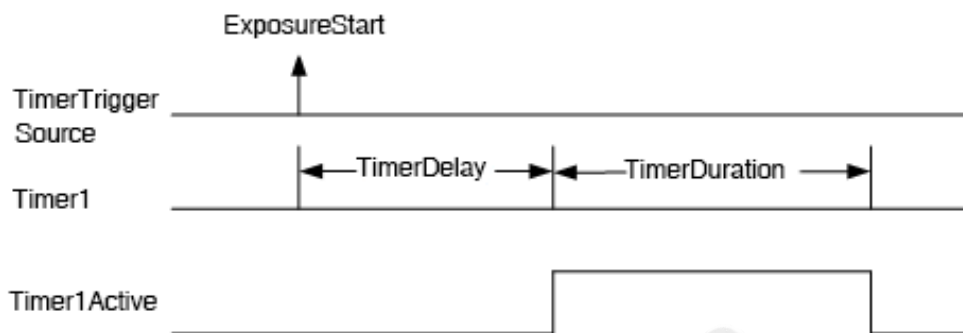 ExposureStart
TimerTrigger
Source
TimerDelay
TimerDuration
Timer1
Timer1Active